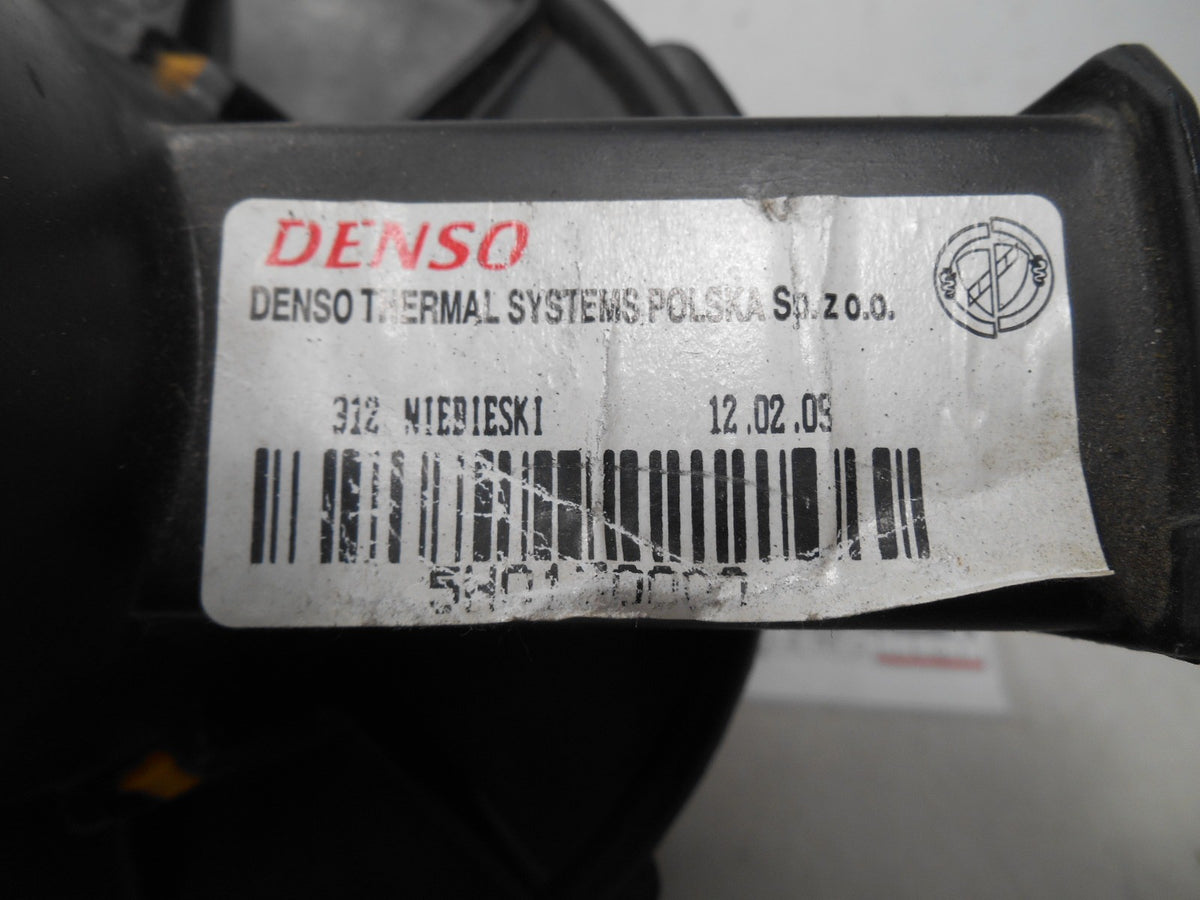 DENSO
DENSO THERMAL SYSTEMS POLSKA Sp. z o.o.
312 NIEBIESKI 12.02.09